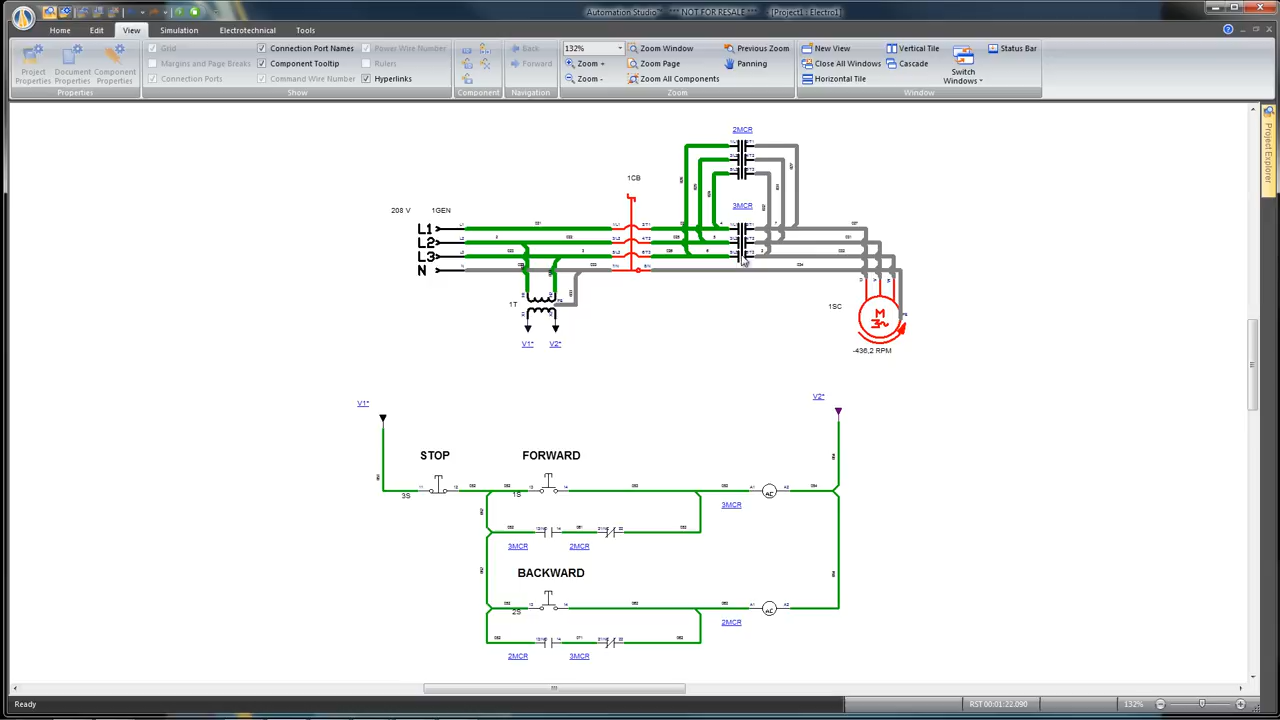 Automation Studio™ *** NOT FOR RESALE *** - [Project1 : Electro1]
Home Edit View Simulation Electrotechnical Tools
Project Properties
Document Properties
Component Properties
Properties
Grid
Connection Port Names
Power Wire Number
Margins and Page Breaks
Component Tooltip
Rulers
Connection Ports
Command Wire Number
Hyperlinks
Show
Component
Back
Forward
Navigation
132%
Zoom +
Zoom -
Zoom Window
Zoom Page
Zoom All Components
Previous Zoom
Panning
Zoom
New View
Close All Windows
Horizontal Tile
Vertical Tile
Cascade
Switch Windows
Status Bar
Window
Project Explorer
2MCR
1CB
3MCR
208 V 1GEN
L1
L2
L3
N
1T
V1* V2*
1SC
M
3~
-436,2 RPM
V1*
V2*
STOP
FORWARD
3S
1S
AC
3MCR
3MCR
2MCR
BACKWARD
2S
AC
2MCR
2MCR
3MCR
Ready
RST 00:01:22.090
132%